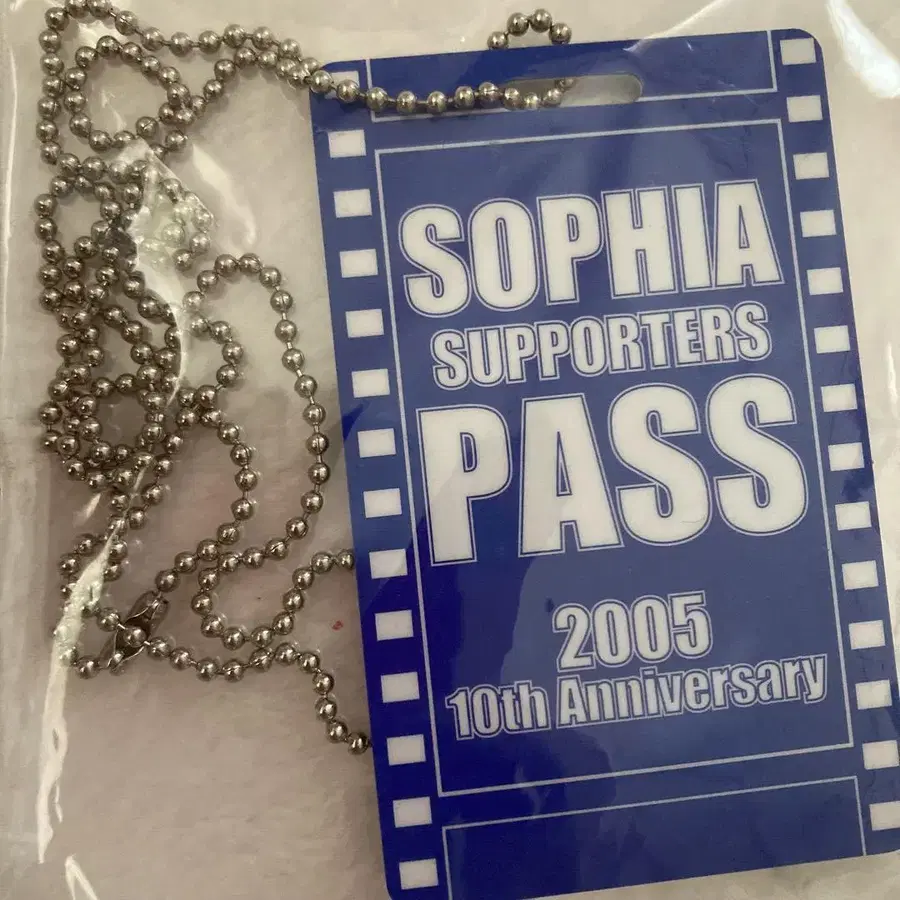 SOPHIA
SUPPORTERS
PASS
2005
10th Anniversary